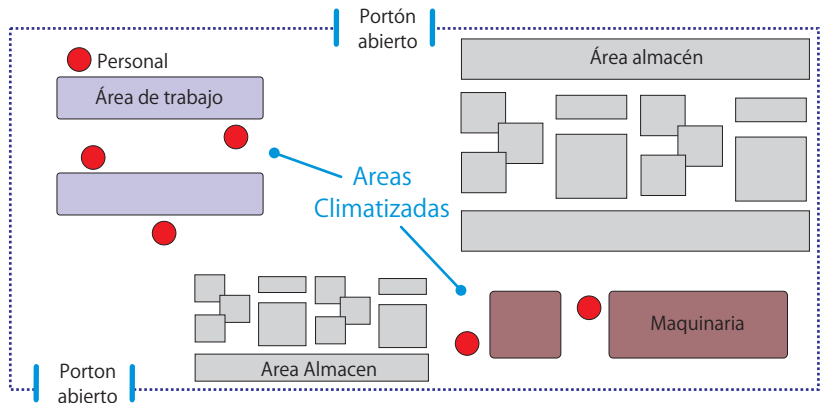 Portón
abierto
Personal
Área almacén
Área de trabajo
Areas
Climatizadas
Maquinaria
Area Almacen
Porton
abierto